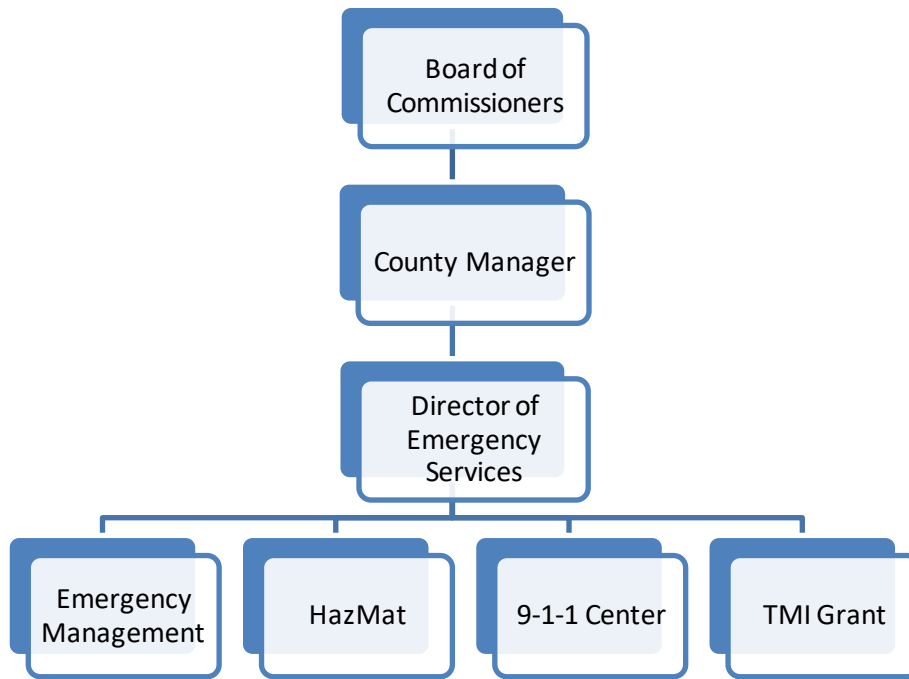 Board of
Commissioners
County Manager
Director of
Emergency
Services
Emergency
Management
HazMat
9-1-1 Center
TMI Grant